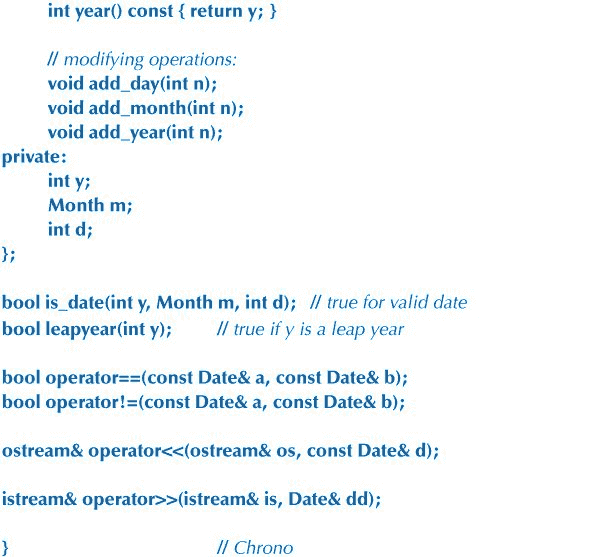 int year() const { return y; }
// modifying operations:
void add_day(int n);
void add_month(int n);
void add_year(int n);
private:
int y;
Month m;
int d;
};
bool is_date(int y, Month m, int d); // true for valid date
bool leapyear(int y); // true if y is a leap year
bool operator==(const Date& a, const Date& b);
bool operator!=(const Date& a, const Date& b);
ostream& operator<<(ostream& os, const Date& d);
istream& operator>>(istream& is, Date& dd);
} // Chrono